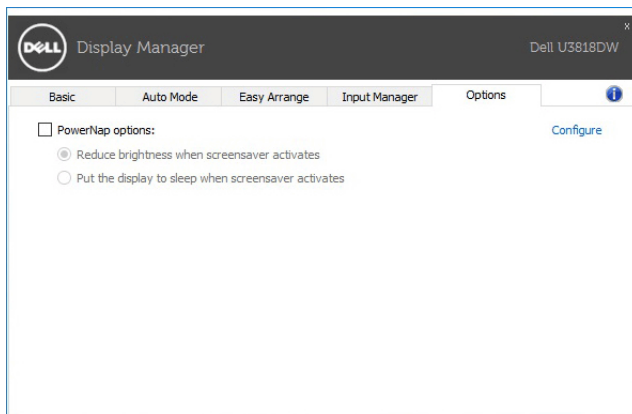 DELL Display Manager
Dell U3818DW
x
Basic
Auto Mode
Easy Arrange
Input Manager
Options
i
PowerNap options:
Configure
Reduce brightness when screensaver activates
Put the display to sleep when screensaver activates